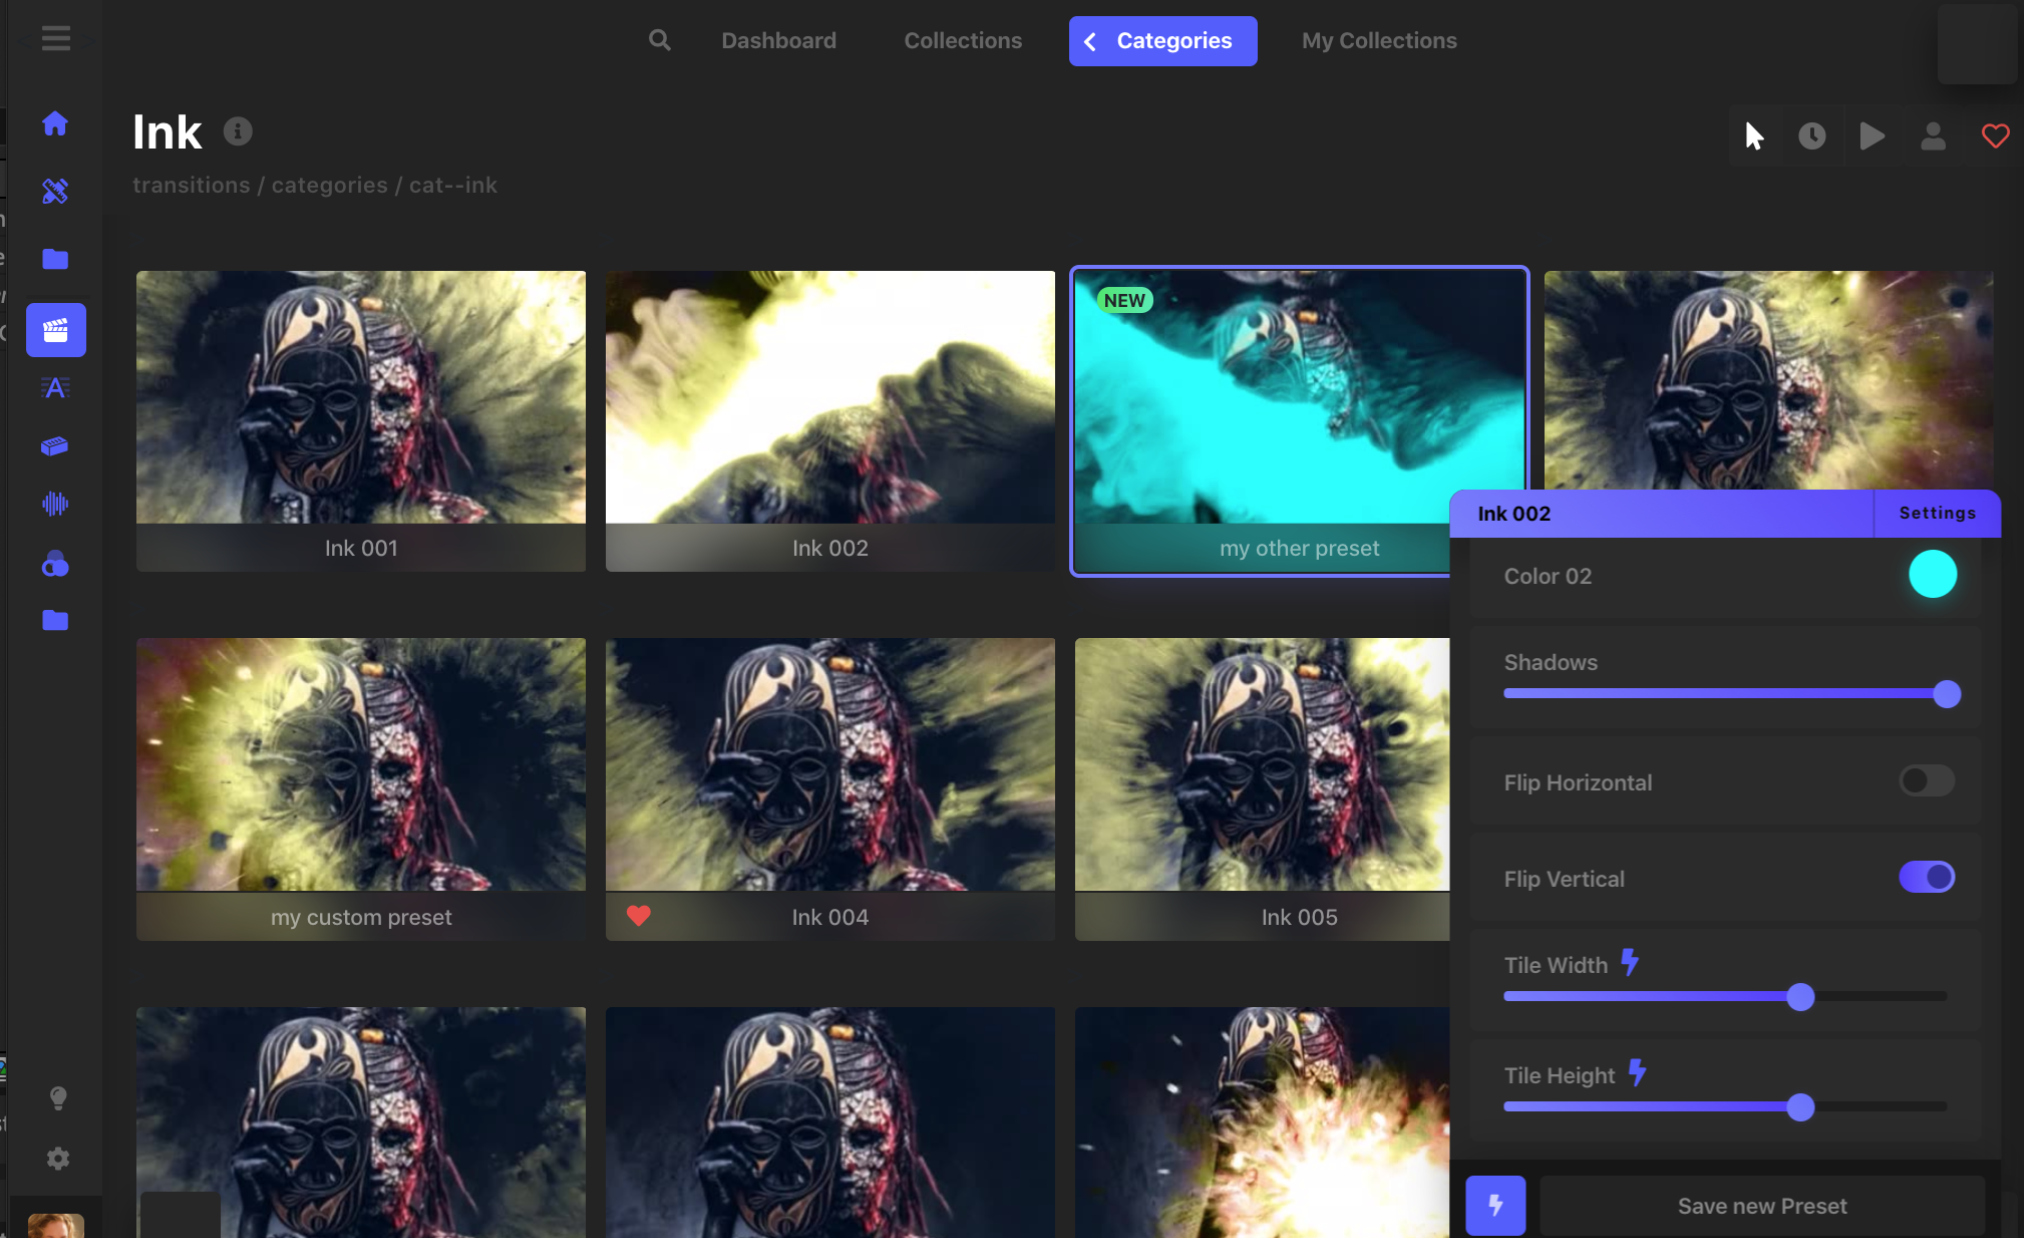 Dashboard
Collections
Categories
My Collections
Ink
transitions / categories / cat--ink
NEW
Ink 001
Ink 002
my other preset
Ink 002
Settings
Color 02
Shadows
Flip Horizontal
Flip Vertical
Tile Width
Tile Height
my custom preset
Ink 004
Ink 005
Save new Preset